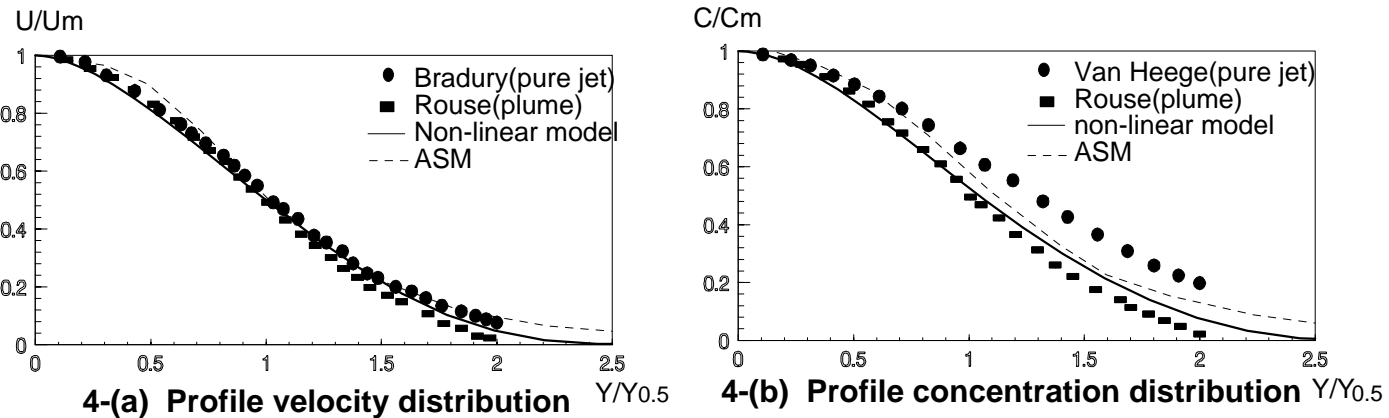 U/Um
1
0.8
0.6
0.4
0.2
0
0
0.5
1
1.5
2
2.5
Bradury(pure jet)
Rouse(plume)
Non-linear model
ASM
Y/Y0.5
4-(a) Profile velocity distribution
C/Cm
1
0.8
0.6
0.4
0.2
0
0
0.5
1
1.5
2
2.5
Van Heege(pure jet)
Rouse(plume)
non-linear model
ASM
Y/Y0.5
4-(b) Profile concentration distribution